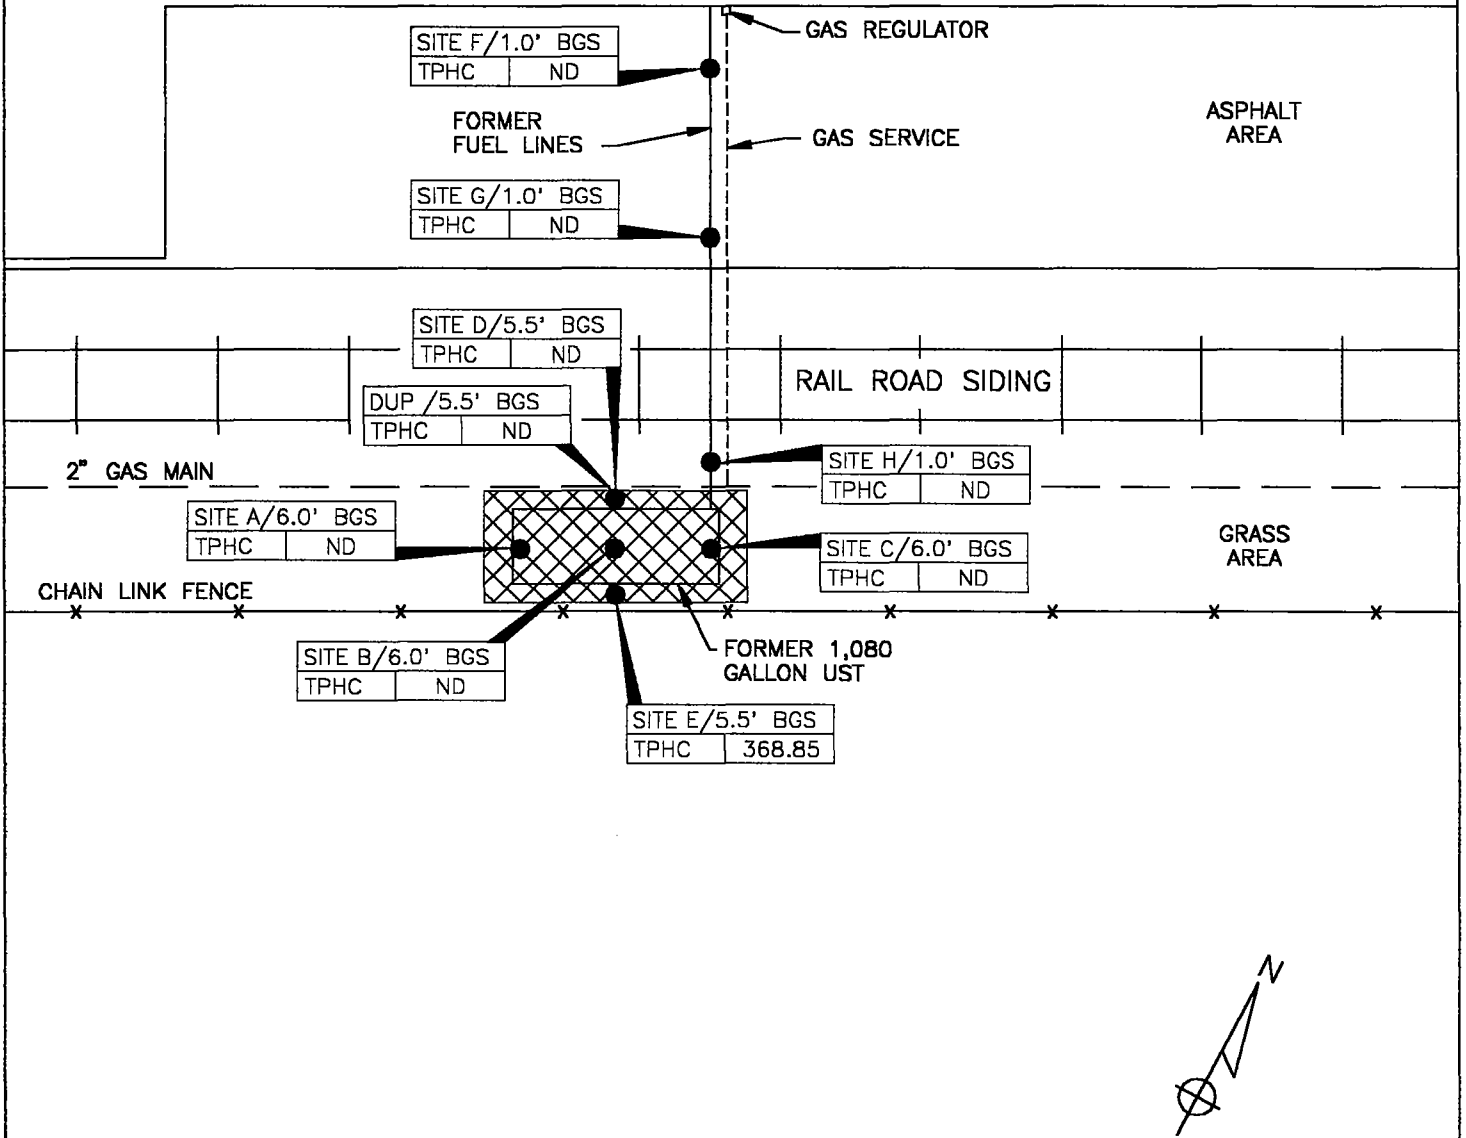 GAS REGULATOR
SITE F/1.0' BGS
TPHC ND
ASPHALT
AREA
FORMER
FUEL LINES
GAS SERVICE
SITE G/1.0' BGS
TPHC ND
SITE D/5.5' BGS
TPHC ND
RAIL ROAD SIDING
DUP /5.5' BGS
TPHC ND
2" GAS MAIN
SITE H/1.0' BGS
TPHC ND
SITE A/6.0' BGS
TPHC ND
GRASS
AREA
SITE C/6.0' BGS
TPHC ND
CHAIN LINK FENCE
SITE B/6.0' BGS
TPHC ND
FORMER 1,080
GALLON UST
SITE E/5.5' BGS
TPHC 368.85
N